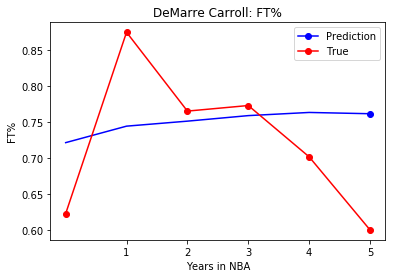 DeMarre Carroll: FT%
Prediction
True
FT%
0.85
0.80
0.75
0.70
0.65
0.60
1 2 3 4 5
Years in NBA